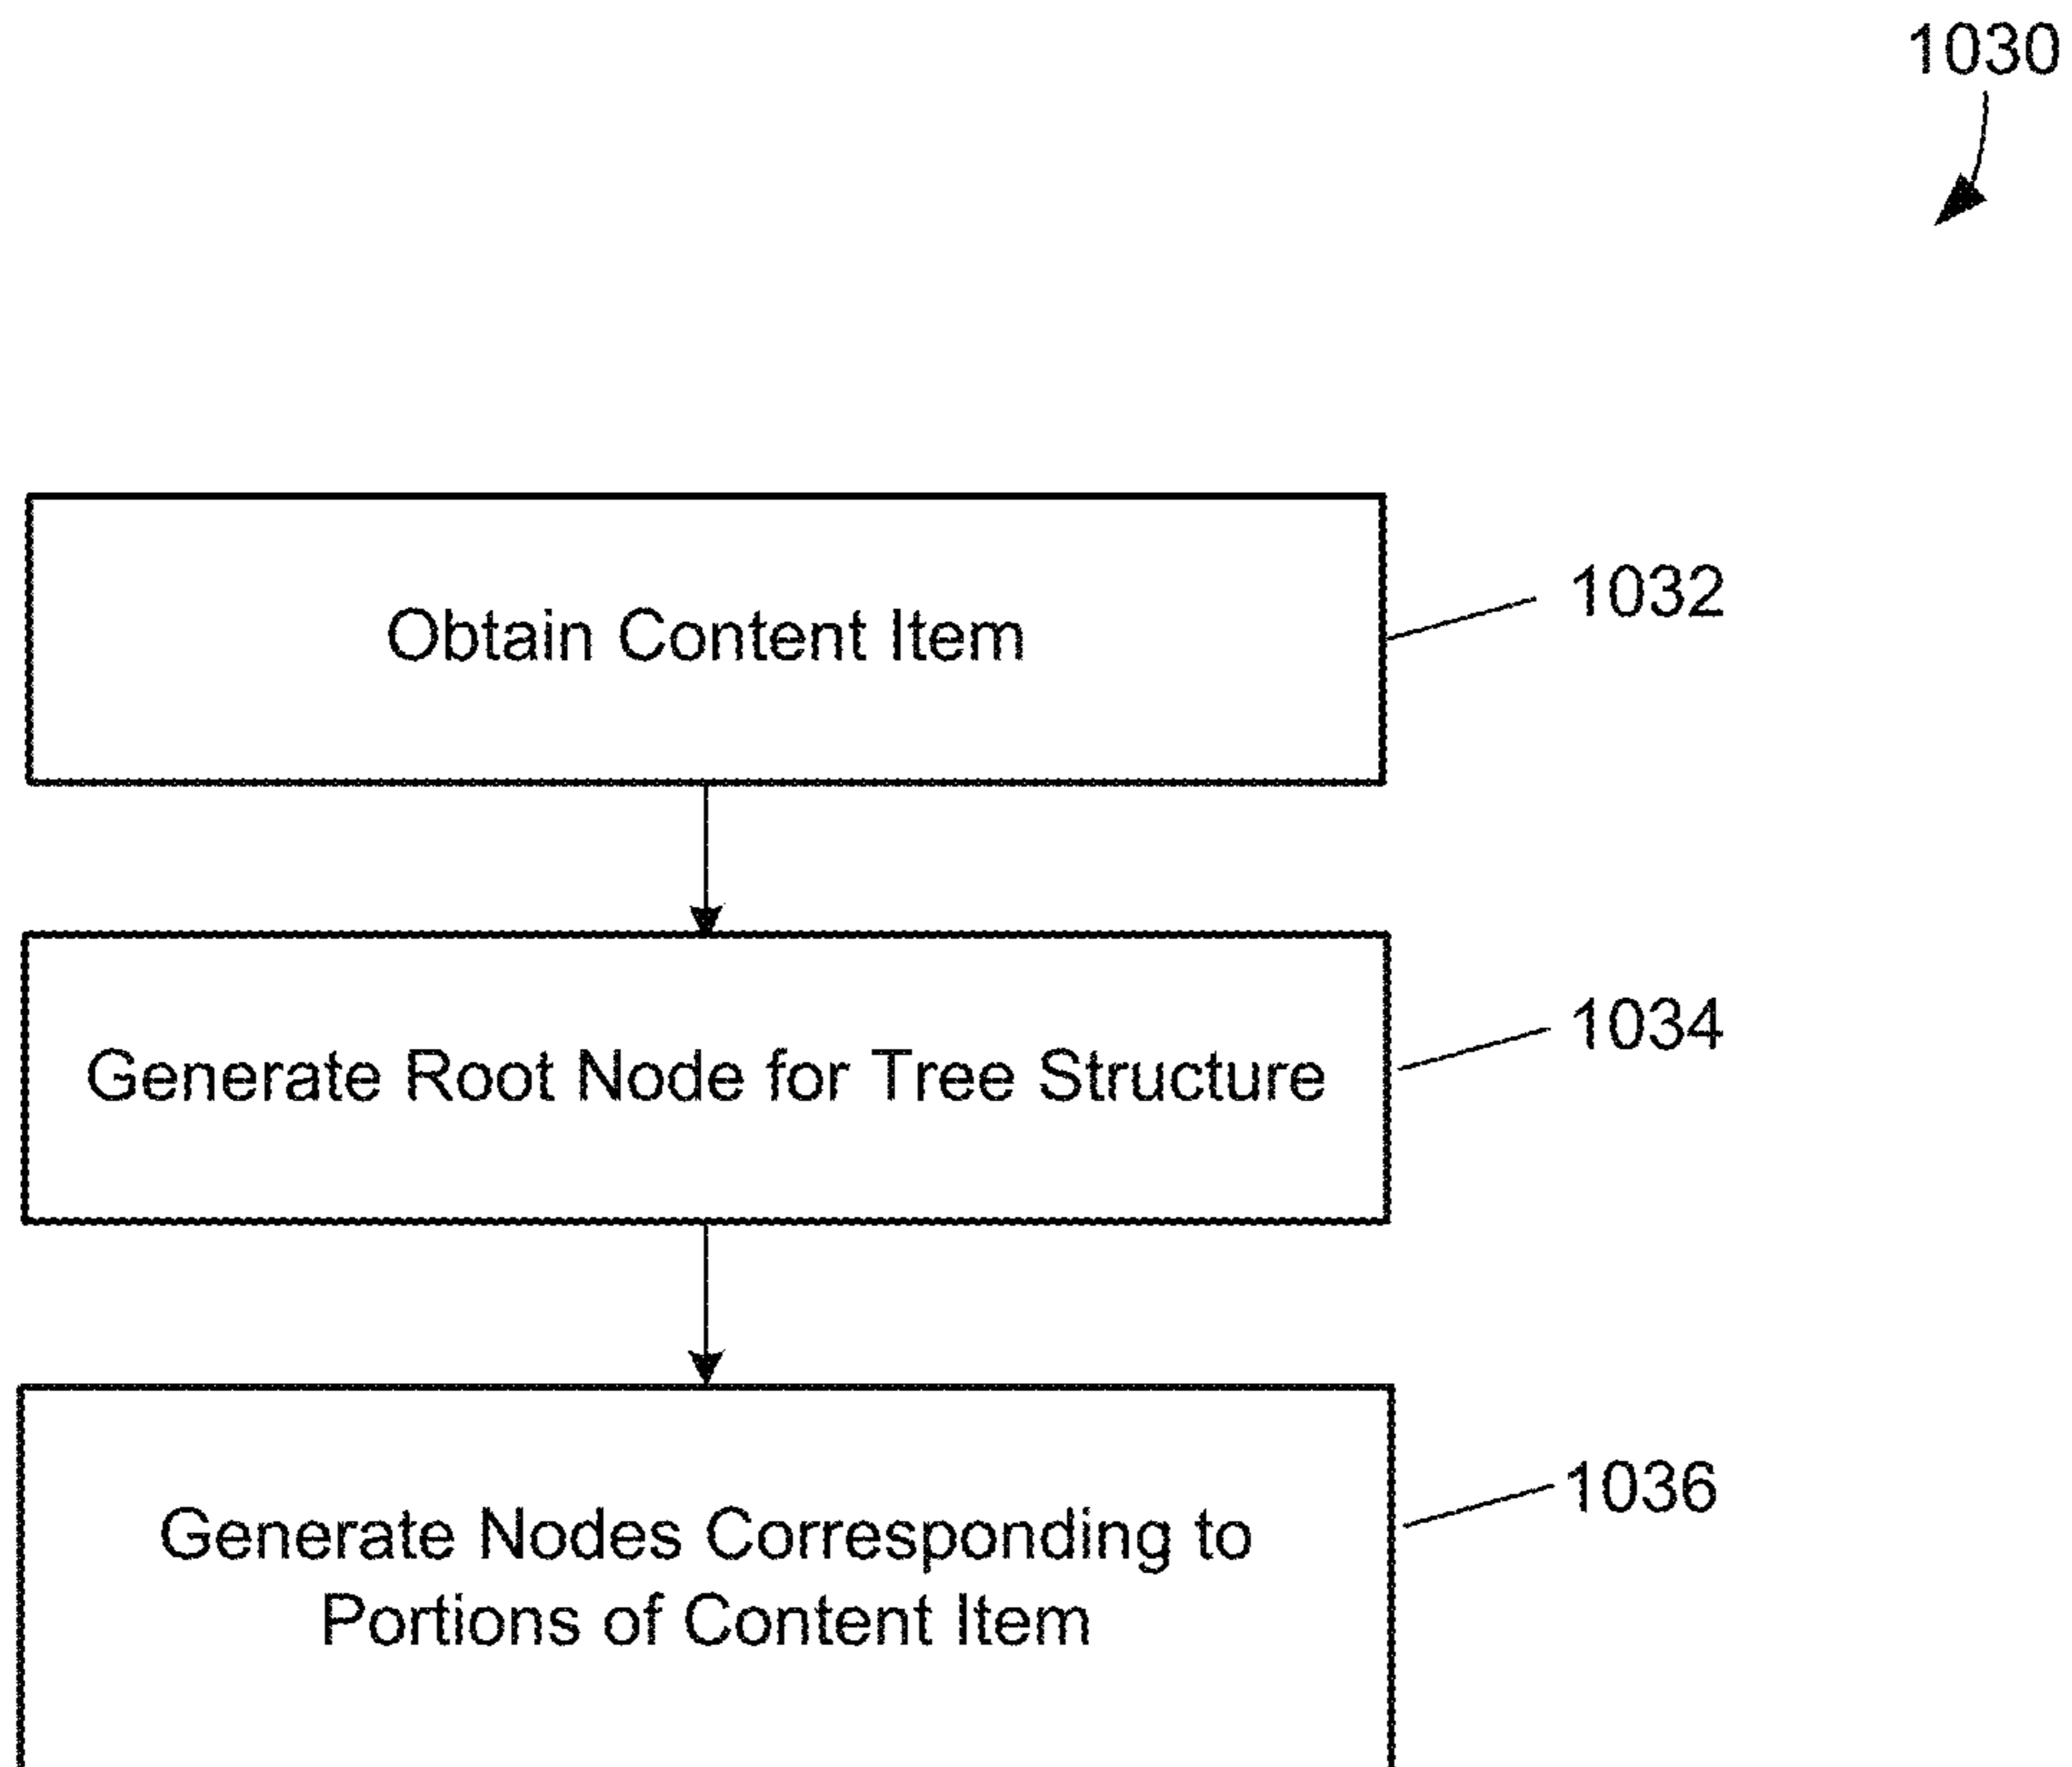 1030
Obtain Content Item
1032
Generate Root Node for Tree Structure
1034
Generate Nodes Corresponding to
Portions of Content Item
1036